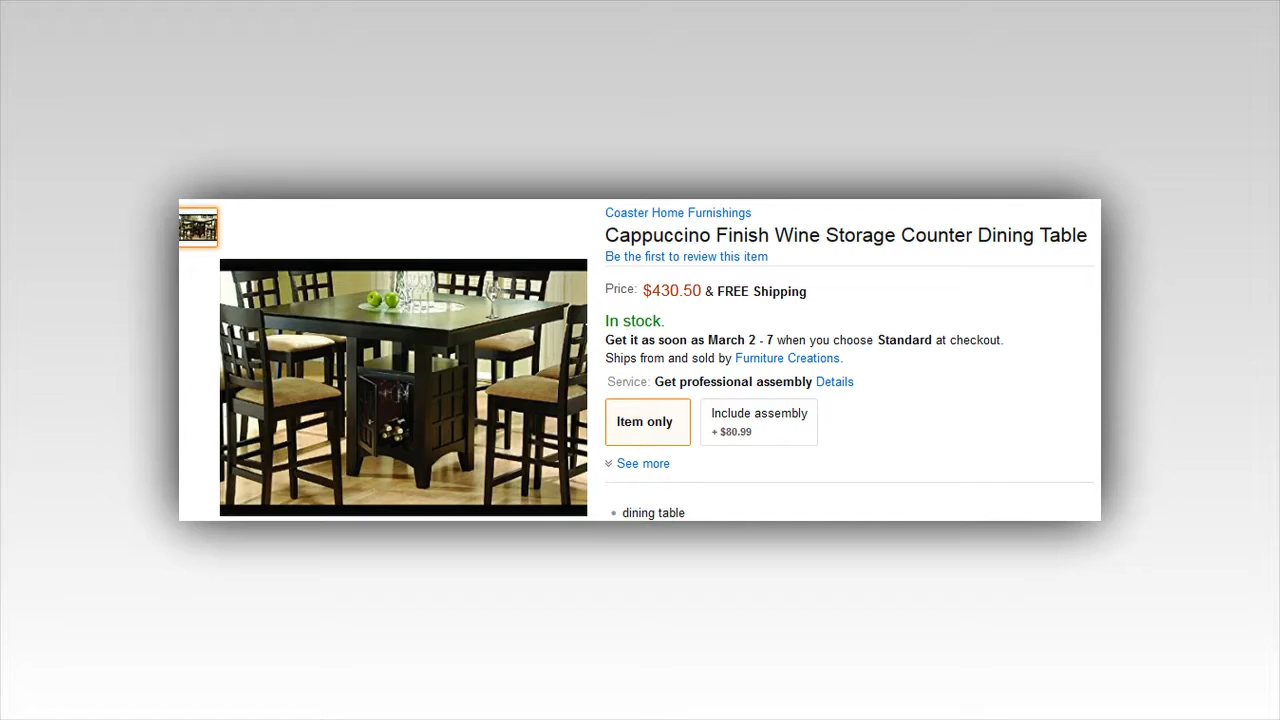 Coaster Home Furnishings
Cappuccino Finish Wine Storage Counter Dining Table
Be the first to review this item
Price: $430.50 & FREE Shipping
In stock.
Get it as soon as March 2 - 7 when you choose Standard at checkout.
Ships from and sold by Furniture Creations.
Service: Get professional assembly Details
Item only
Include assembly
+ $80.99
See more
dining table